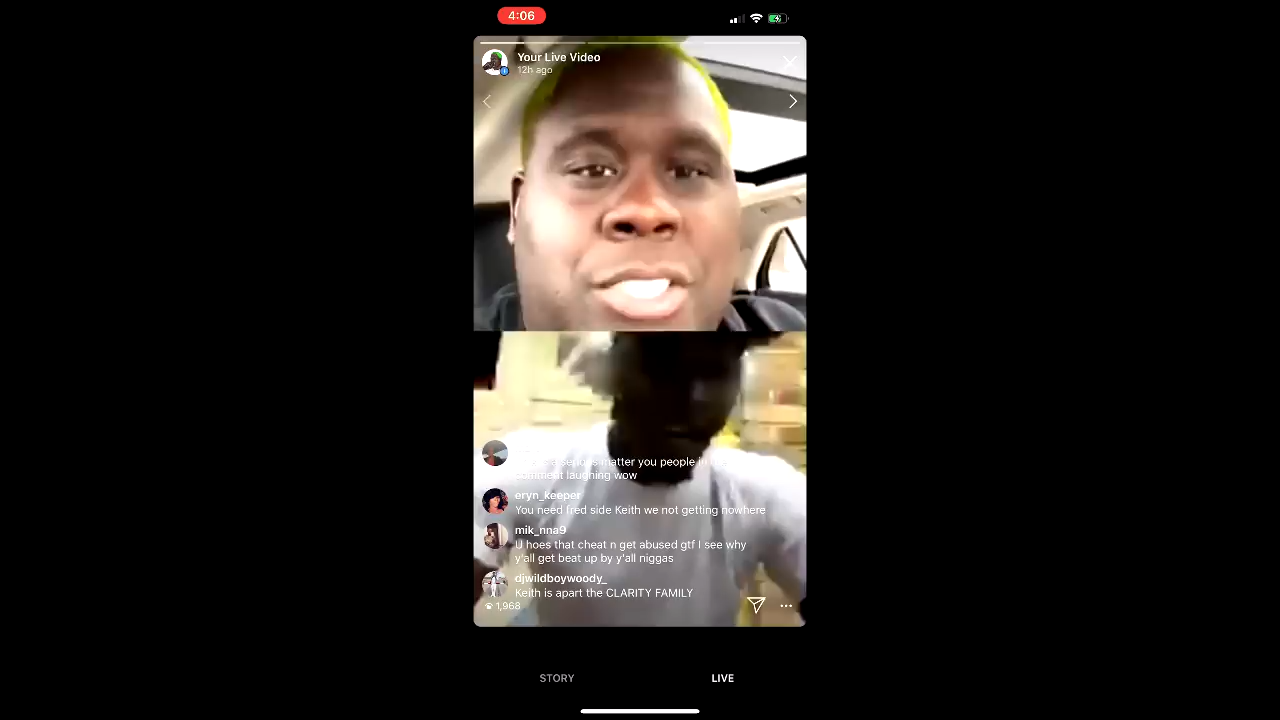 4:06
Your Live Video
12h ago
matter you people
comment laughing wow
eryn_keeper
You need fred side Keith we not getting nowhere
mik_nna9
U hoes that cheat n get abused gtf I see why
y'all get beat up by y'all niggas
djwildboywoody_
Keith is apart the CLARITY FAMILY
1,968
STORY
LIVE